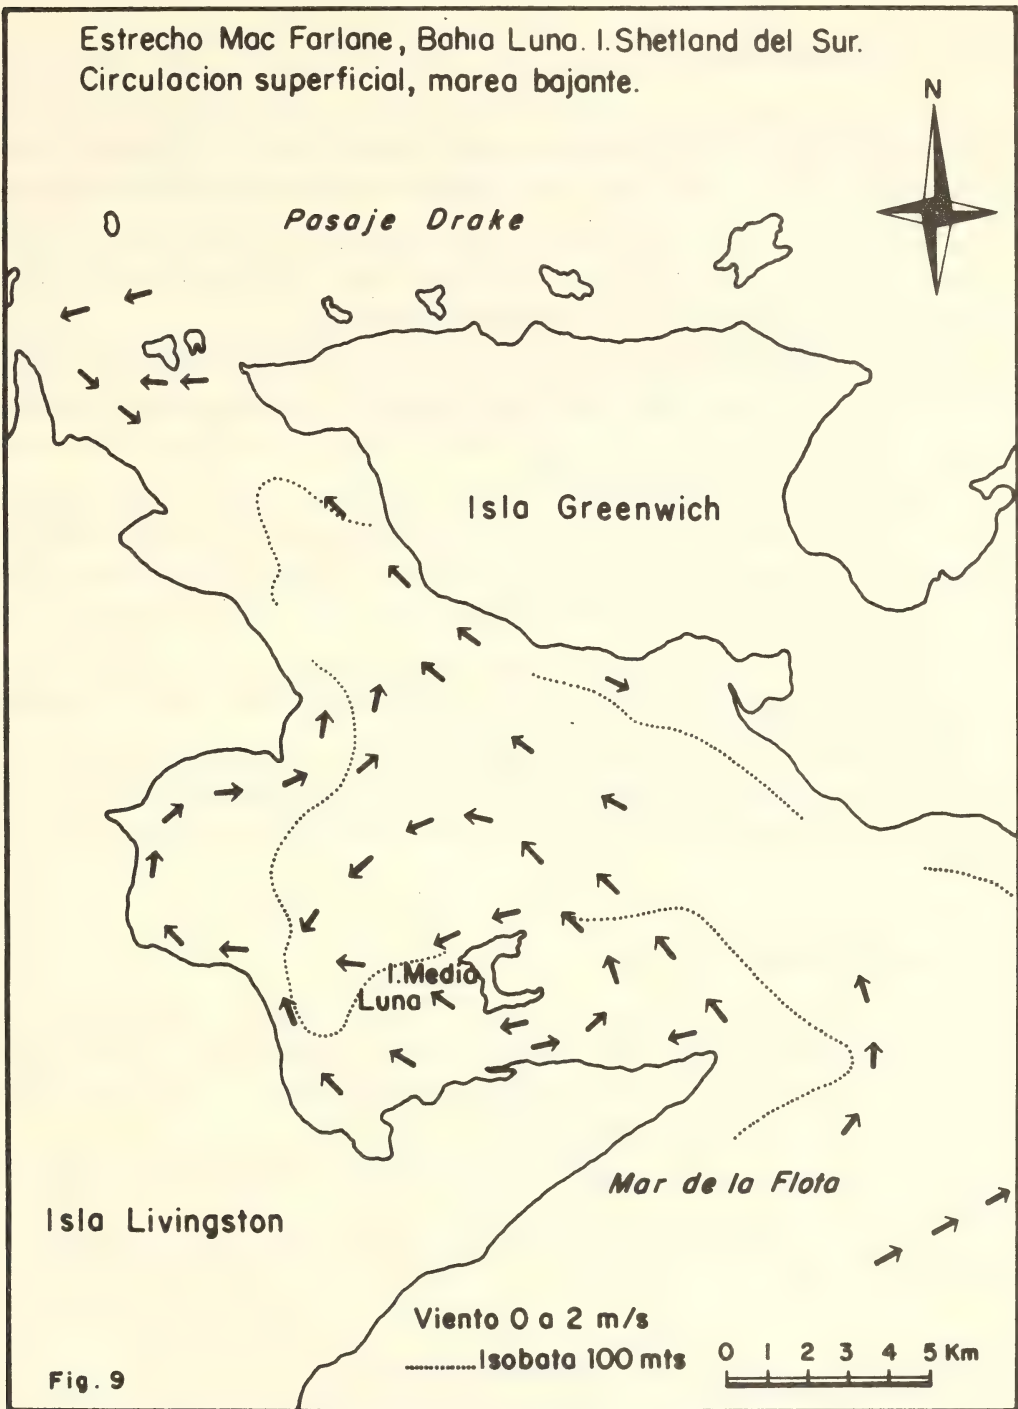 Estrecho Mac Farlane, Bahia Luna. I. Shetland del Sur.
Circulacion superficial, marea bajante.
N
Pasaje Drake
Isla Greenwich
I. Media
Luna
Mar de la Flota
Isla Livingston
Viento 0 a 2 m/s
Isobata 100 mts
0 1 2 3 4 5 Km
Fig. 9